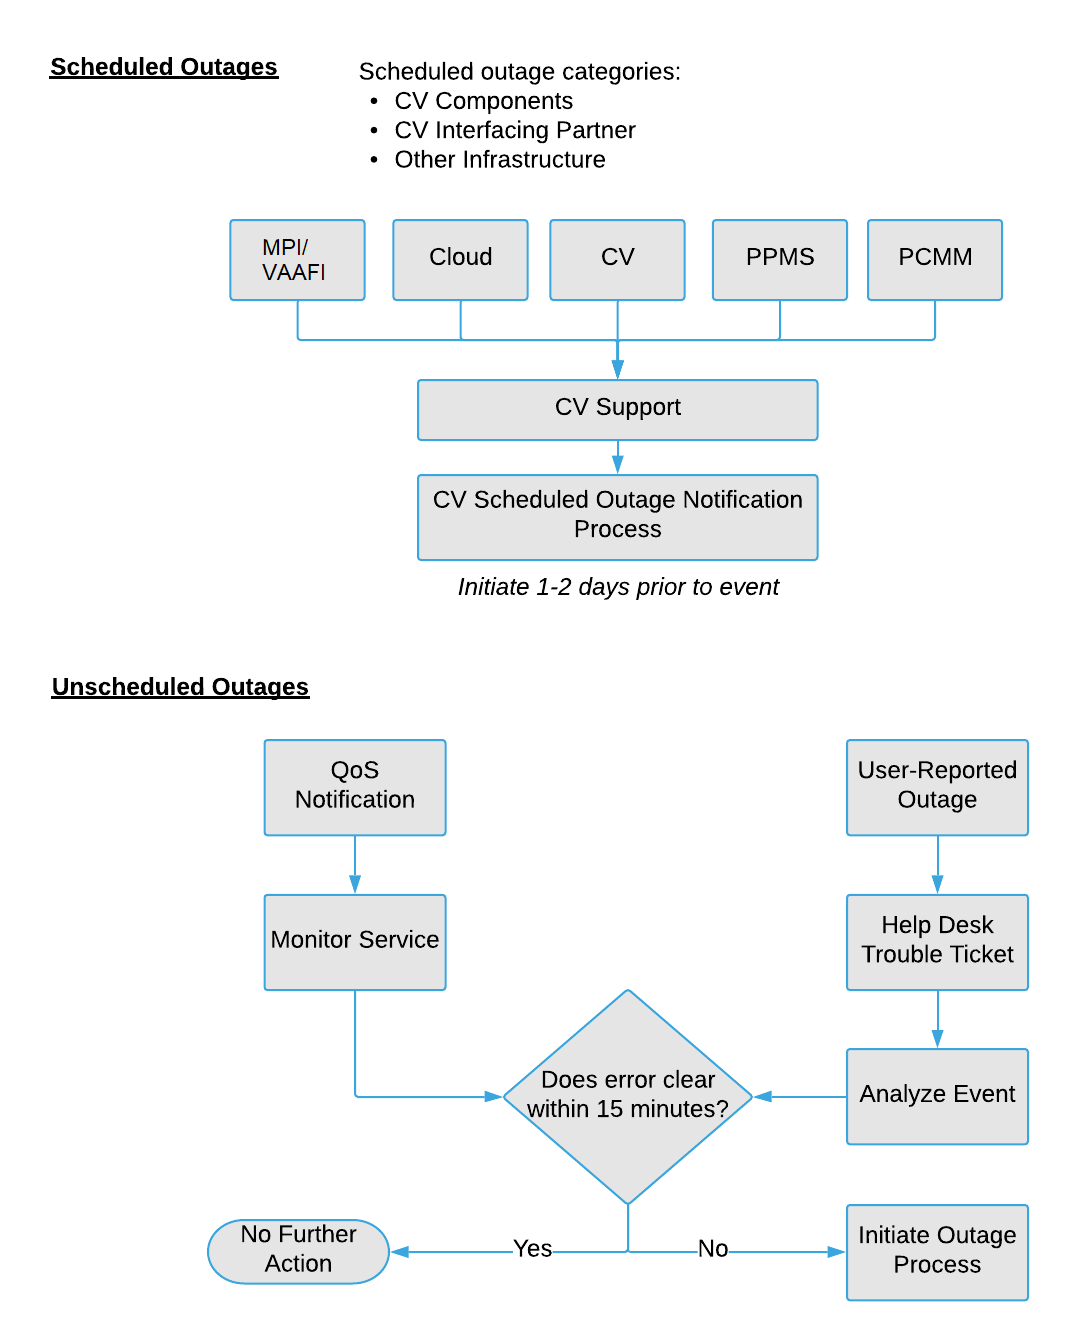 Scheduled Outages
Scheduled outage categories:
• CV Components
• CV Interfacing Partner
• Other Infrastructure
MPI/
VAAFI
Cloud
CV
PPMS
PCMM
CV Support
CV Scheduled Outage Notification
Process
Initiate 1-2 days prior to event
Unscheduled Outages
QoS
Notification
User-Reported
Outage
Monitor Service
Help Desk
Trouble Ticket
Does error clear
within 15 minutes?
Analyze Event
No Further
Action
Yes
No
Initiate Outage
Process